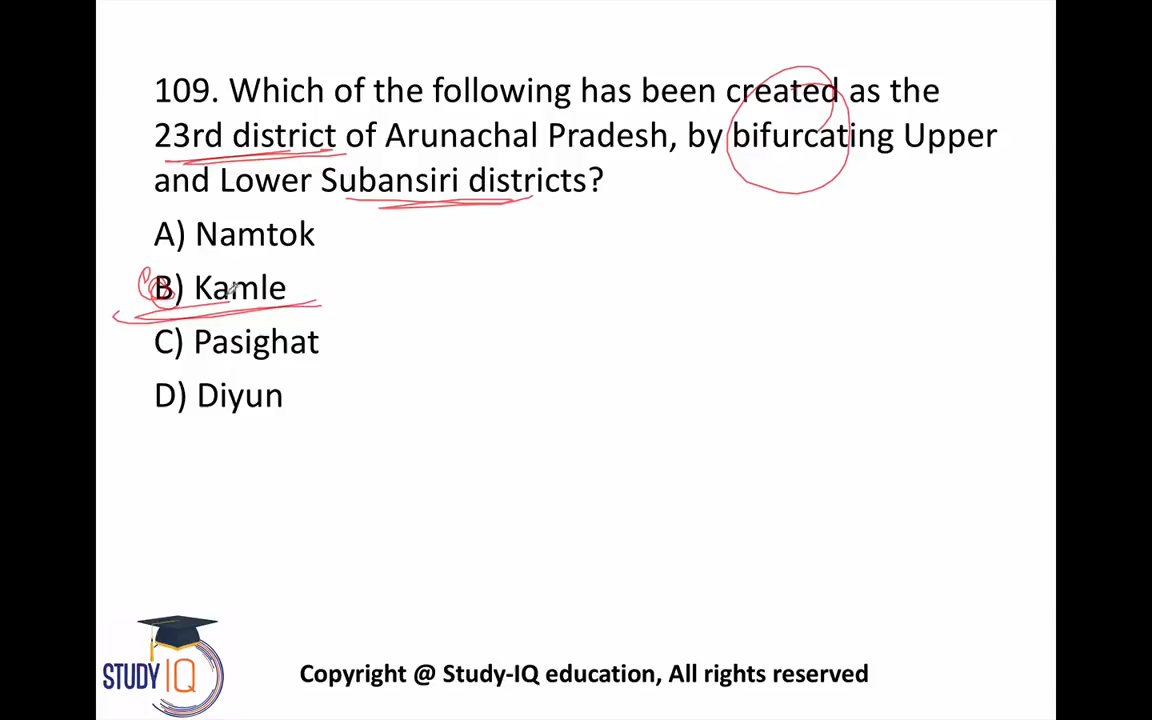 109. Which of the following has been created as the
23rd district of Arunachal Pradesh, by bifurcating Upper
and Lower Subansiri districts?
A) Namtok
B) Kamle
C) Pasighat
D) Diyun
STUDY IQ
Copyright @ Study-IQ education, All rights reserved